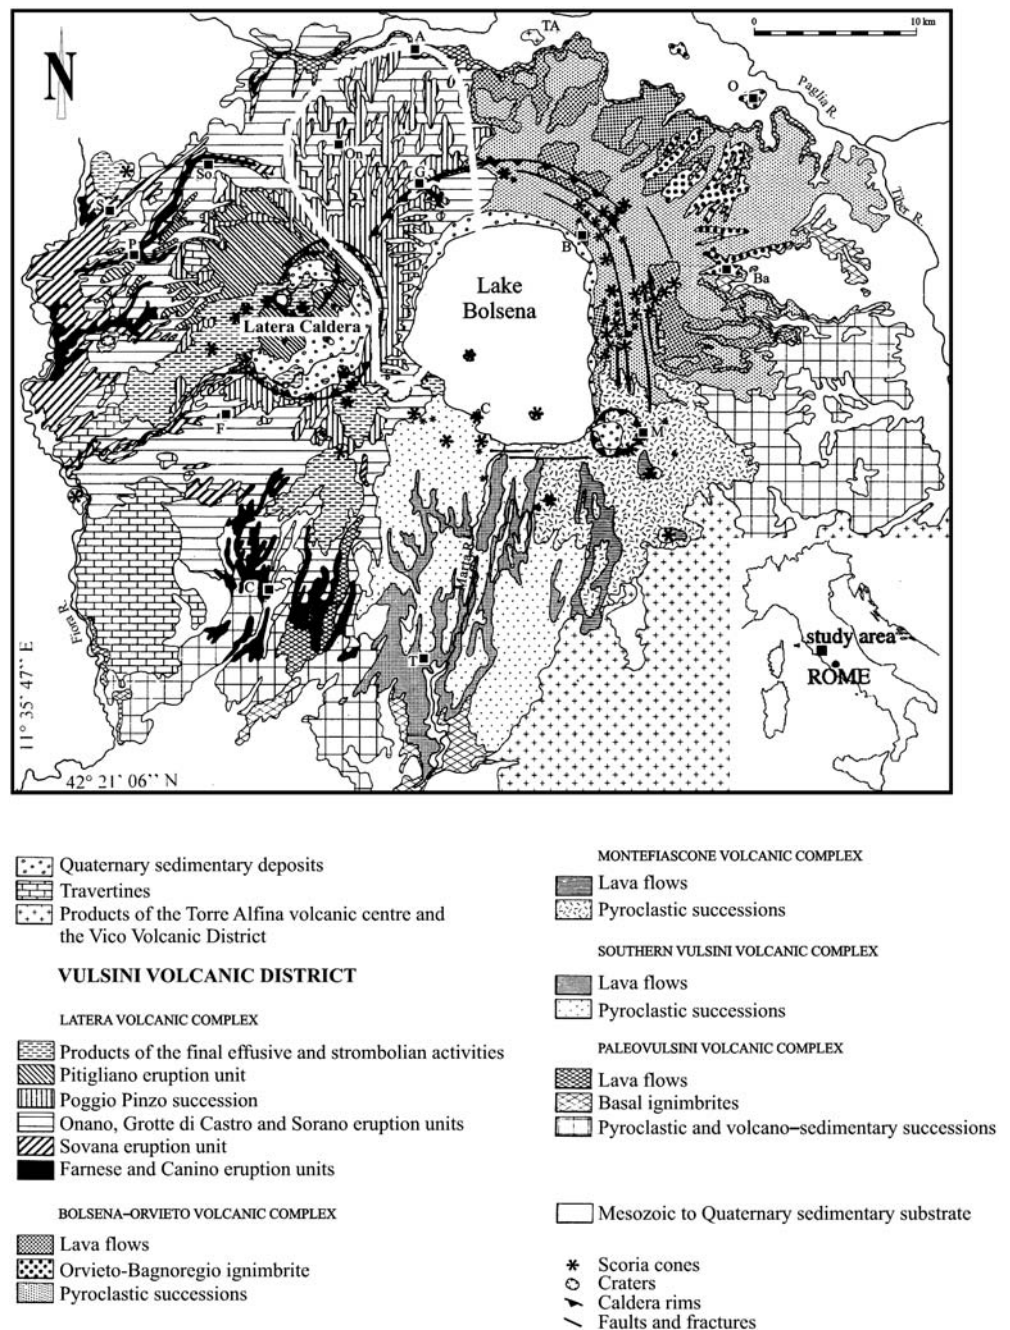 TA
0
10 km
A
N
O
Paglia R.
On
So
G
Tiber R.
S
P
B
Lake
Bolsena
Ba
Latera Caldera
C
F
M
C
Marta R.
Fiora R.
T
study area
ROME
11° 35' 47'' E
42° 21' 06'' N
Quaternary sedimentary deposits
Travertines
Products of the Torre Alfina volcanic centre and
the Vico Volcanic District
VULSINI VOLCANIC DISTRICT
LATERA VOLCANIC COMPLEX
Products of the final effusive and strombolian activities
Pitigliano eruption unit
Poggio Pinzo succession
Onano, Grotte di Castro and Sorano eruption units
Sovana eruption unit
Farnese and Canino eruption units
BOLSENA–ORVIETO VOLCANIC COMPLEX
Lava flows
Orvieto-Bagnoregio ignimbrite
Pyroclastic successions
MONTEFIASCONE VOLCANIC COMPLEX
Lava flows
Pyroclastic successions
SOUTHERN VULSINI VOLCANIC COMPLEX
Lava flows
Pyroclastic successions
PALEOVULSINI VOLCANIC COMPLEX
Lava flows
Basal ignimbrites
Pyroclastic and volcano–sedimentary successions
Mesozoic to Quaternary sedimentary substrate
Scoria cones
Craters
Caldera rims
Faults and fractures